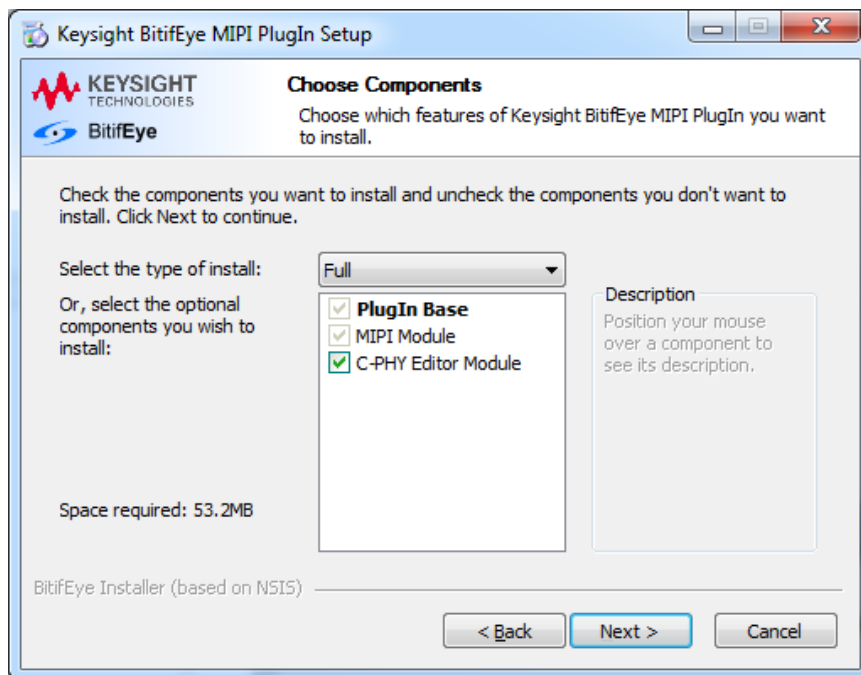 Keysight BitifEye MIPI PlugIn Setup
KEYSIGHT
TECHNOLOGIES
BitifEye
Choose Components
Choose which features of Keysight BitifEye MIPI PlugIn you want
to install.
Check the components you want to install and uncheck the components you don't want to
install. Click Next to continue.
Select the type of install:
Full
Or, select the optional
components you wish to
install:
PlugIn Base
MIPI Module
C-PHY Editor Module
Description
Position your mouse
over a component to
see its description.
Space required: 53.2MB
BitifEye Installer (based on NSIS)
< Back
Next >
Cancel